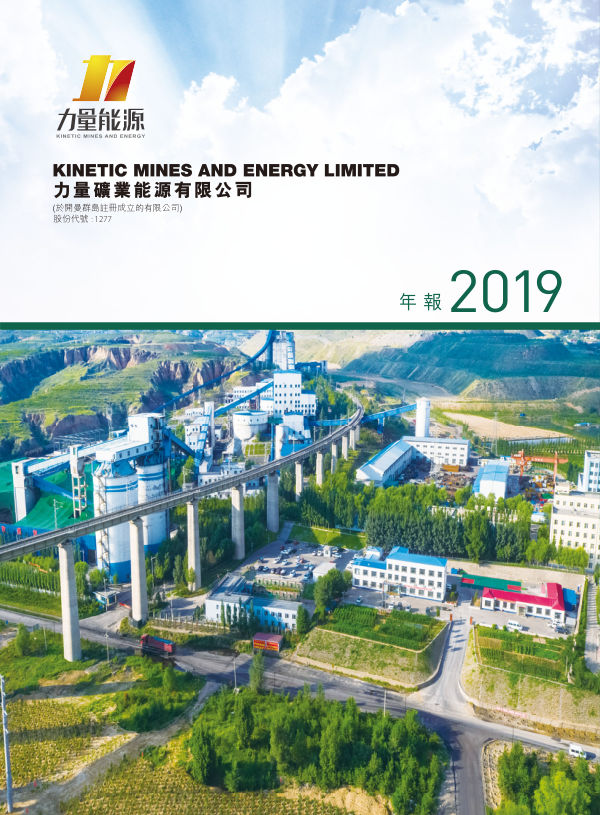 力量能源
KINETIC MINES AND ENERGY
KINETIC MINES AND ENERGY LIMITED
力量礦業能源有限公司
(於開曼群島註冊成立的有限公司)
股份代號 : 1277
年報 2019